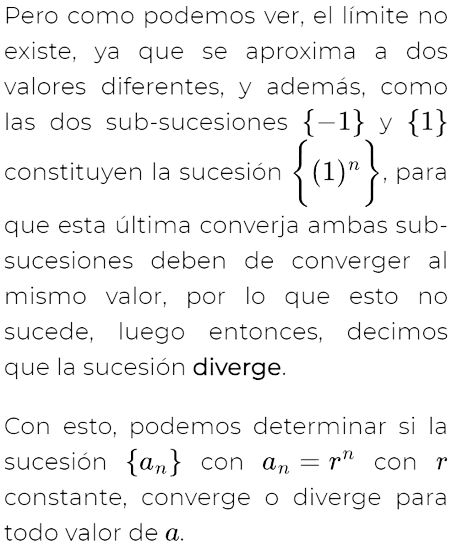 Pero como podemos ver, el límite no
existe, ya que se aproxima a dos
valores diferentes, y además, como
las dos sub-sucesiones {−1} y {1}
constituyen la sucesión {(1)ⁿ}, para
que esta última converja ambas sub-
sucesiones deben de converger al
mismo valor, por lo que esto no
sucede, luego entonces, decimos
que la sucesión diverge.
Con esto, podemos determinar si la
sucesión {aₙ} con aₙ = rⁿ con r
constante, converge o diverge para
todo valor de a.